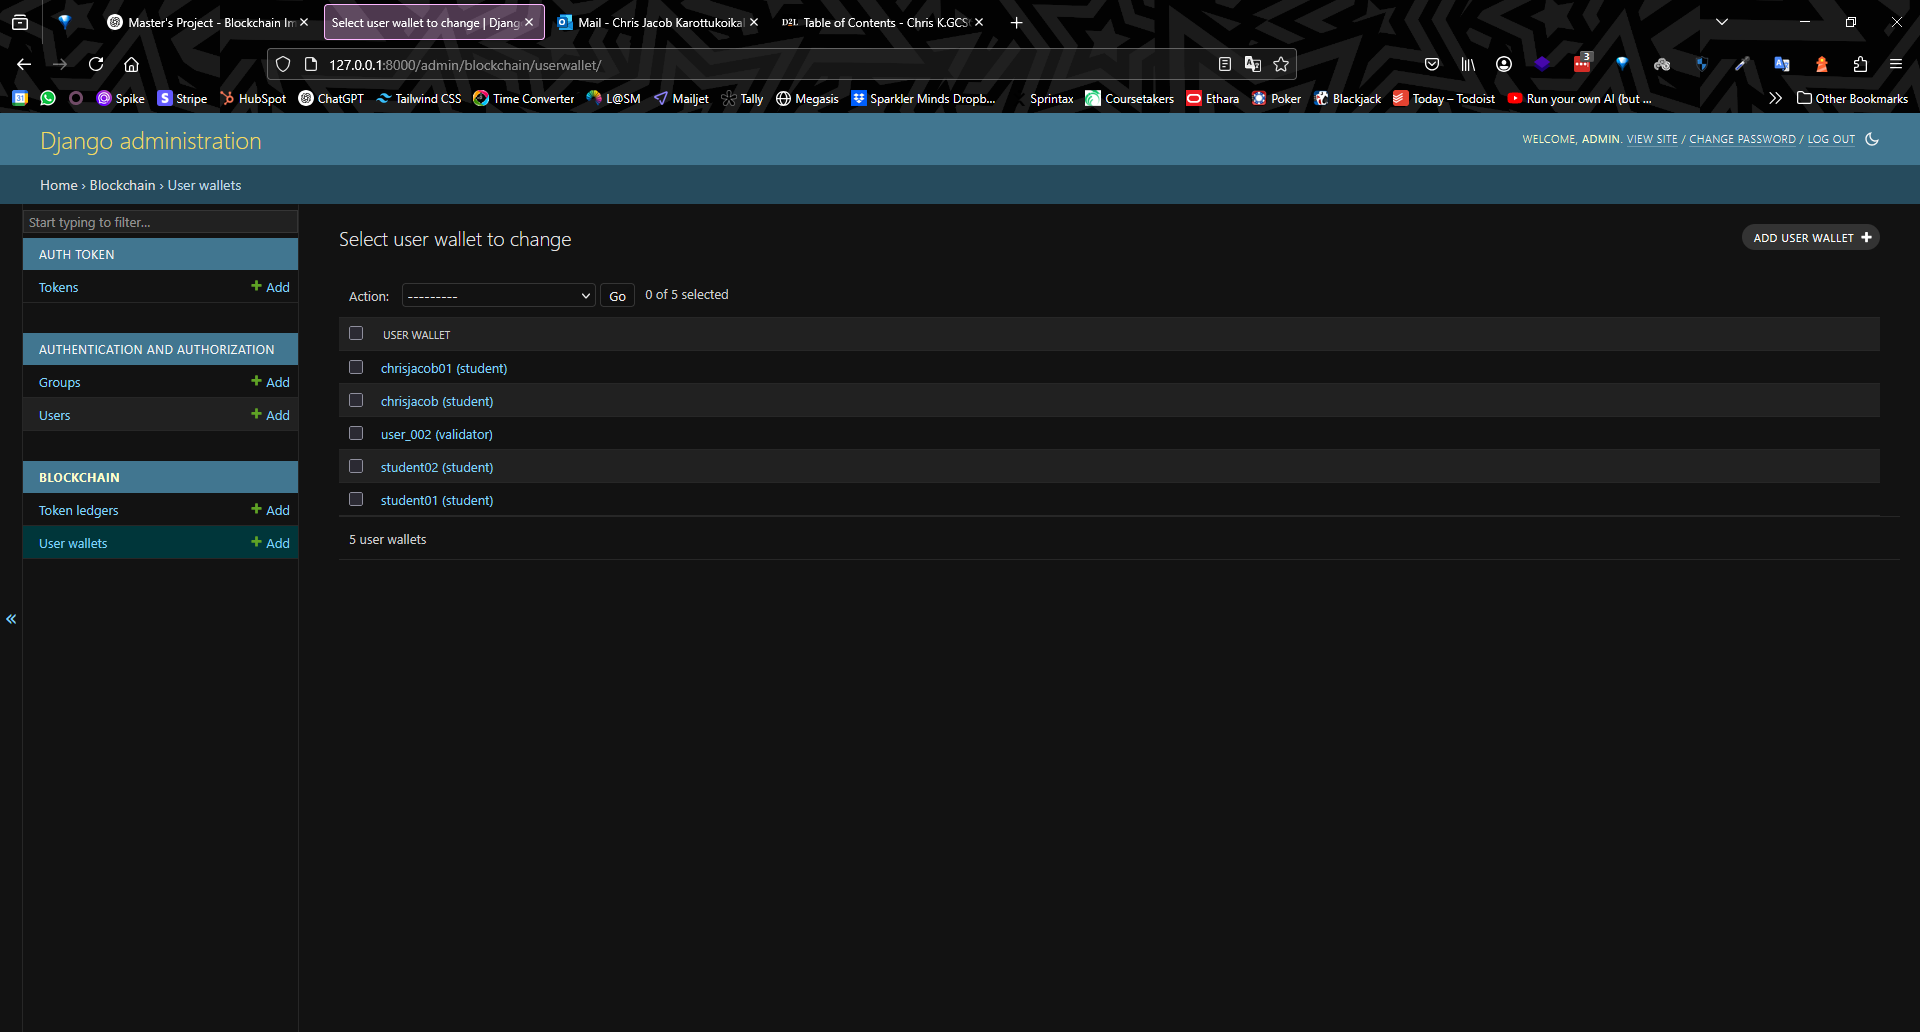 Master's Project - Blockchain Im
Select user wallet to change | Djang
Mail - Chris Jacob Karottukoikal
D2L Table of Contents - Chris K.GCS
127.0.0.1:8000/admin/blockchain/userwallet/
3
31 Spike Stripe HubSpot ChatGPT Tailwind CSS Time Converter L@SM Mailjet Tally Megasis Sparkler Minds Dropb... Sprintax Coursetakers Ethara Poker Blackjack Today – Todoist Run your own AI (but ... Other Bookmarks
Django administration
WELCOME, ADMIN. VIEW SITE / CHANGE PASSWORD / LOG OUT
Home › Blockchain › User wallets
Start typing to filter...
AUTH TOKEN
Tokens + Add
AUTHENTICATION AND AUTHORIZATION
Groups + Add
Users + Add
BLOCKCHAIN
Token ledgers + Add
User wallets + Add
«
Select user wallet to change
ADD USER WALLET +
Action: --------- Go 0 of 5 selected
USER WALLET
chrisjacob01 (student)
chrisjacob (student)
user_002 (validator)
student02 (student)
student01 (student)
5 user wallets